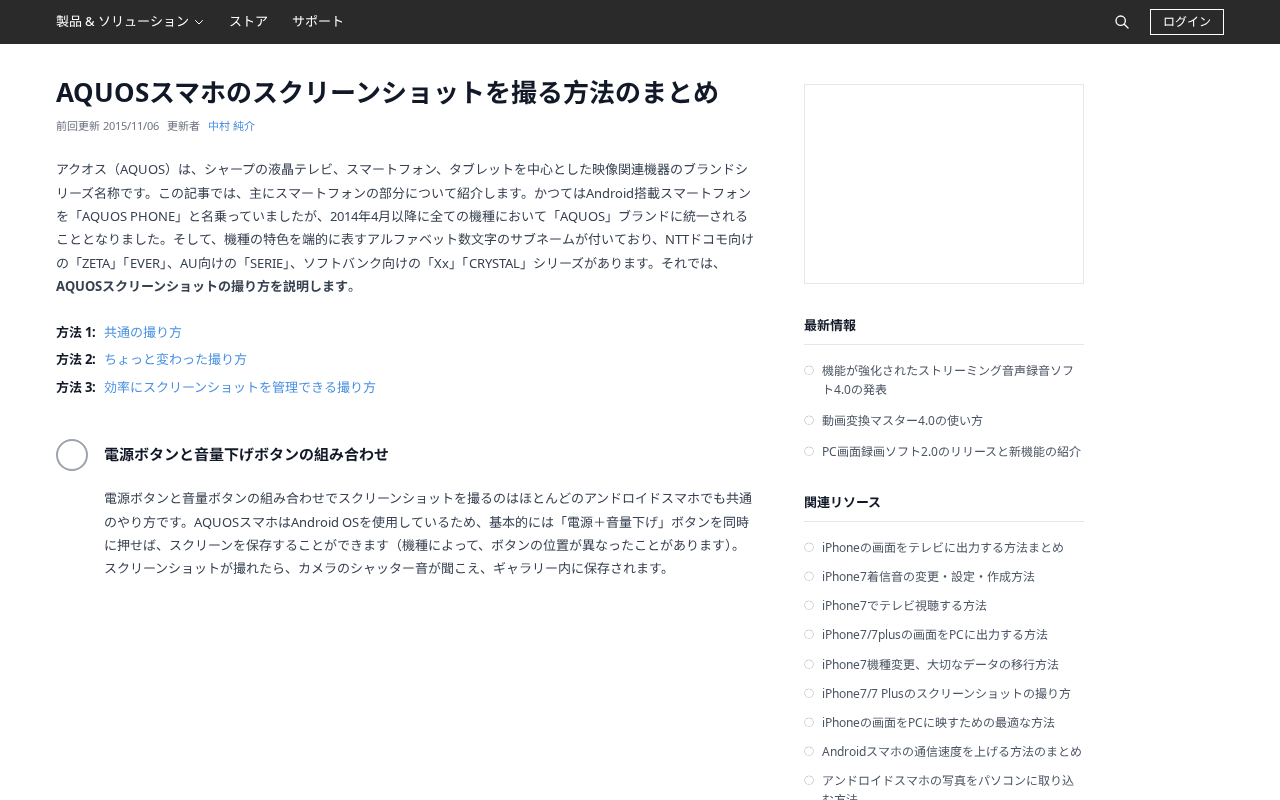 製品 & ソリューション
ストア
サポート
ログイン
AQUOSスマホのスクリーンショットを撮る方法のまとめ
前回更新 2015/11/06 更新者 中村 純介
アクオス（AQUOS）は、シャープの液晶テレビ、スマートフォン、タブレットを中心とした映像関連機器のブランドシ
リーズ名称です。この記事では、主にスマートフォンの部分について紹介します。かつてはAndroid搭載スマートフォン
を「AQUOS PHONE」と名乗っていましたが、2014年4月以降に全ての機種において「AQUOS」ブランドに統一される
こととなりました。そして、機種の特色を端的に表すアルファベット数文字のサブネームが付いており、NTTドコモ向け
の「ZETA」「EVER」、AU向けの「SERIE」、ソフトバンク向けの「Xx」「CRYSTAL」シリーズがあります。それでは、
AQUOSスクリーンショットの撮り方を説明します。
方法 1: 共通の撮り方
方法 2: ちょっと変わった撮り方
方法 3: 効率にスクリーンショットを管理できる撮り方
電源ボタンと音量下げボタンの組み合わせ
電源ボタンと音量ボタンの組み合わせでスクリーンショットを撮るのはほとんどのアンドロイドスマホでも共通
のやり方です。AQUOSスマホはAndroid OSを使用しているため、基本的には「電源＋音量下げ」ボタンを同時
に押せば、スクリーンを保存することができます（機種によって、ボタンの位置が異なったことがあります）。
スクリーンショットが撮れたら、カメラのシャッター音が聞こえ、ギャラリー内に保存されます。
最新情報
機能が強化されたストリーミング音声録音ソフ
ト4.0の発表
動画変換マスター4.0の使い方
PC画面録画ソフト2.0のリリースと新機能の紹介
関連リソース
iPhoneの画面をテレビに出力する方法まとめ
iPhone7着信音の変更・設定・作成方法
iPhone7でテレビ視聴する方法
iPhone7/7plusの画面をPCに出力する方法
iPhone7機種変更、大切なデータの移行方法
iPhone7/7 Plusのスクリーンショットの撮り方
iPhoneの画面をPCに映すための最適な方法
Androidスマホの通信速度を上げる方法のまとめ
アンドロイドスマホの写真をパソコンに取り込
む方法